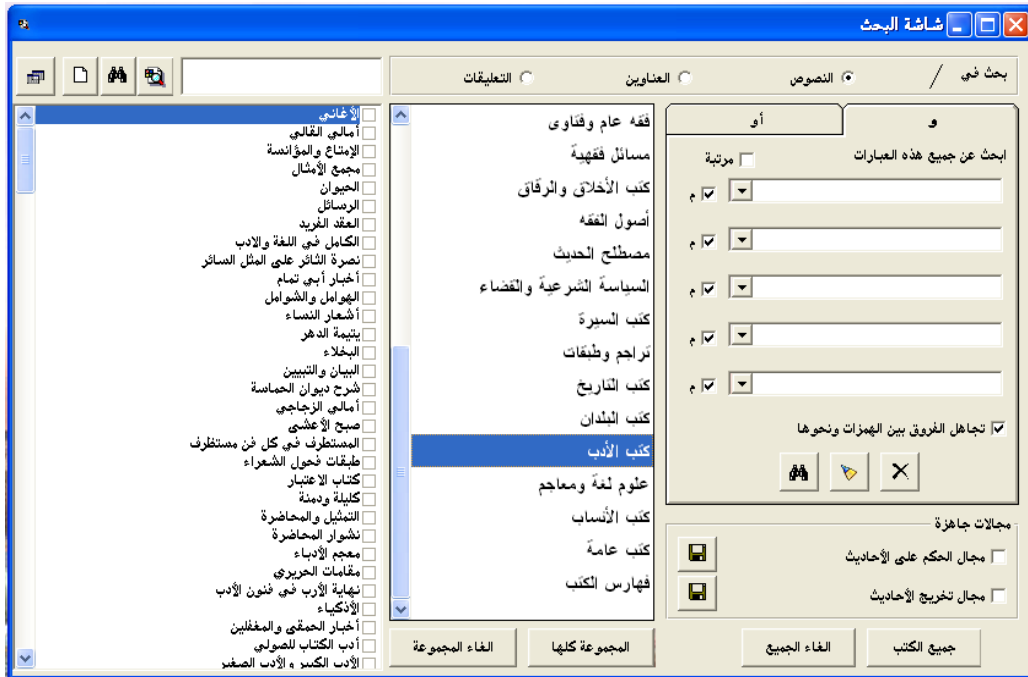 شاشة البحث
بحث في /
النصوص
العناوين
التعليقات
و
أو
ابحث عن جميع هذه العبارات
مرتبة
م
م
م
م
م
تجاهل الفروق بين الهمزات ونحوها
مجالات جاهزة
مجال الحكم على الأحاديث
مجال تخريج الأحاديث
جميع الكتب
الغاء الجميع
فقه عام وفتاوى
مسائل فقهية
كتب الأخلاق والرقاق
أصول الفقه
مصطلح الحديث
السياسة الشرعية والقضاء
كتب السيرة
تراجم وطبقات
كتب التاريخ
كتب البلدان
كتب الأدب
علوم لغة ومعاجم
كتب الأنساب
كتب عامة
فهارس الكتب
المجموعة كلها
الغاء المجموعة
الأغاني
أمالي القالي
الإمتاع والمؤانسة
مجمع الأمثال
الحيوان
الرسائل
العقد الفريد
الكامل في اللغة والادب
نصرة الثائر على المثل السائر
أخبار أبي تمام
الهوامل والشوامل
أشعار النساء
يتيمة الدهر
البخلاء
البيان والتبيين
شرح ديوان الحماسة
أمالي الزجاجي
صبح الأعشى
المستطرف في كل فن مستظرف
طبقات فحول الشعراء
كتاب الاعتبار
كليلة ودمنة
التمثيل والمحاضرة
نشوار المحاضرة
معجم الأدباء
مقامات الحريري
نهاية الأرب في فنون الأدب
الأذكياء
أخبار الحمقى والمغفلين
أدب الكتاب للصولي
الأدب الكبير والأدب الصغير